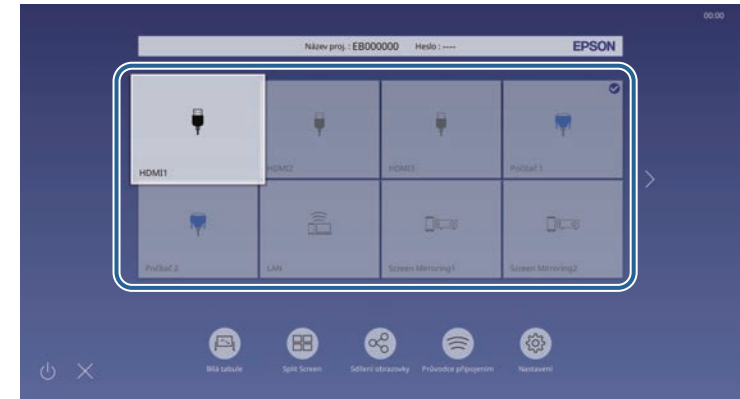 00:00
Název proj. : EB000000 Heslo : ---- EPSON
HDMI1 HDMI2 HDMI3 Počítač 1
Počítač 2 LAN Screen Mirroring1 Screen Mirroring2
Bílá tabule Split Screen Sdílení obrazovky Průvodce připojením Nastavení